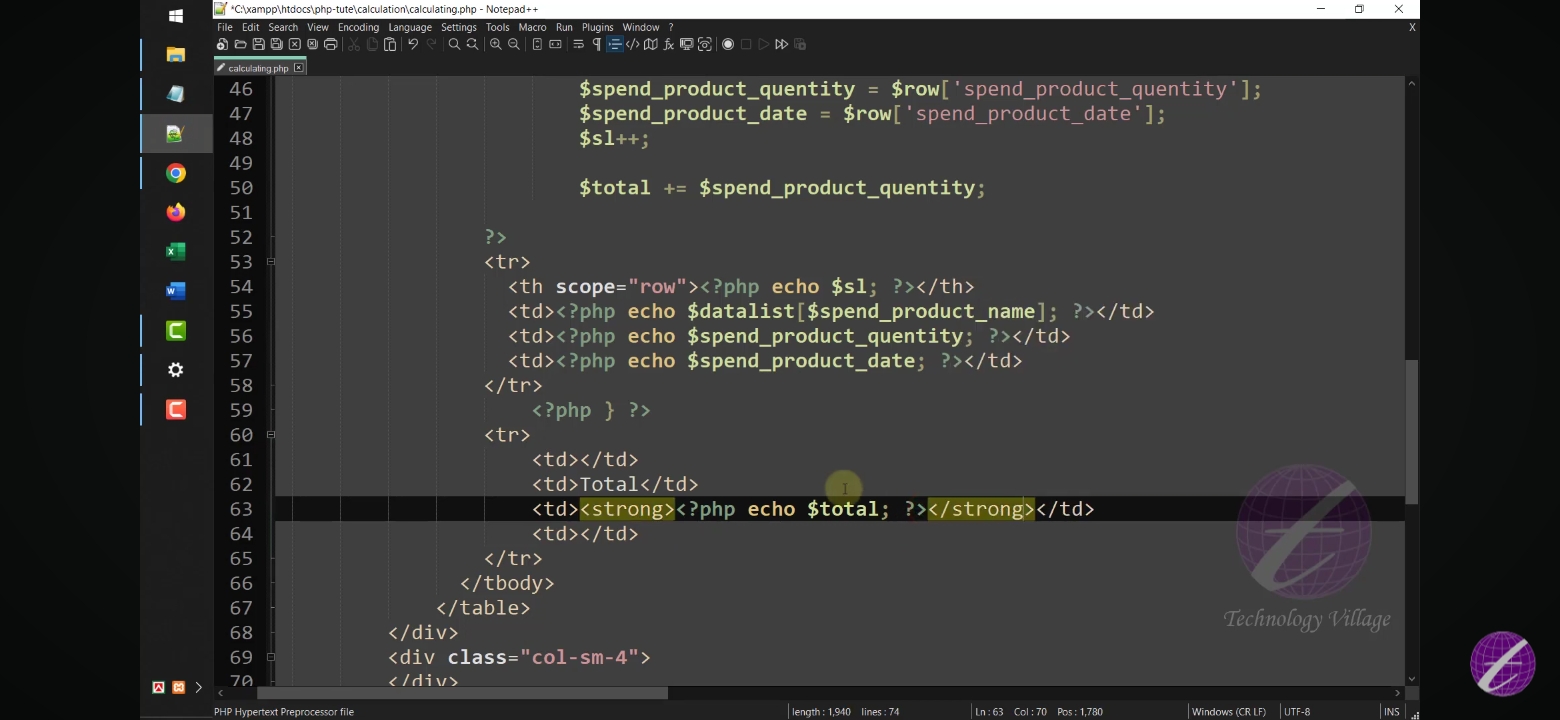 *C:\xampp\htdocs\php-tute\calculation\calculating.php - Notepad++
File Edit Search View Encoding Language Settings Tools Macro Run Plugins Window ? X
calculating.php
46 $spend_product_quentity = $row['spend_product_quentity'];
47 $spend_product_date = $row['spend_product_date'];
48 $sl++;
49
50 $total += $spend_product_quentity;
51
52 ?>
53 <tr>
54 <th scope="row"><?php echo $sl; ?></th>
55 <td><?php echo $datalist[$spend_product_name]; ?></td>
56 <td><?php echo $spend_product_quentity; ?></td>
57 <td><?php echo $spend_product_date; ?></td>
58 </tr>
59 <?php } ?>
60 <tr>
61 <td></td>
62 <td>Total</td>
63 <td><strong><?php echo $total; ?></strong></td>
64 <td></td>
65 </tr>
66 </tbody>
67 </table>
68 </div>
69 <div class="col-sm-4">
70 </div>
Technology Village
PHP Hypertext Preprocessor file length : 1,940 lines : 74 Ln : 63 Col : 70 Pos : 1,780 Windows (CR LF) UTF-8 INS